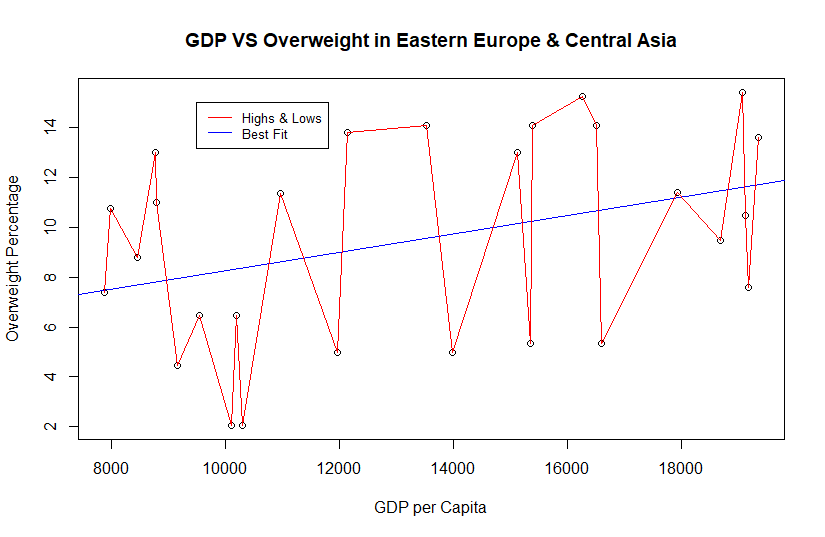 GDP VS Overweight in Eastern Europe & Central Asia
Highs & Lows
Best Fit
Overweight Percentage
14
12
10
8
6
4
2
8000 10000 12000 14000 16000 18000
GDP per Capita